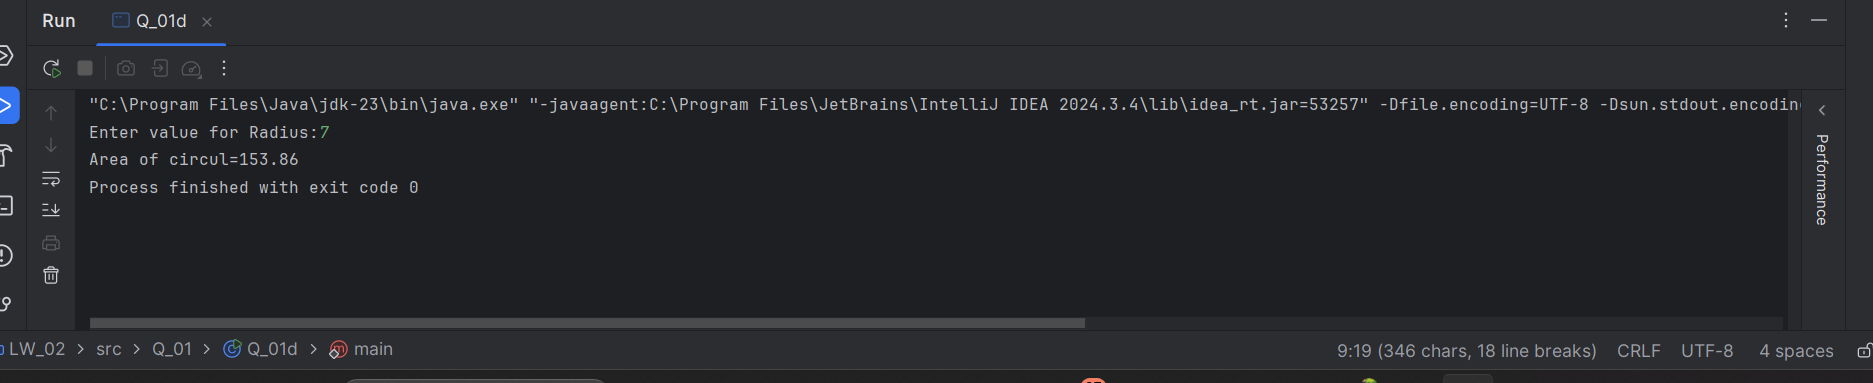 Run Q_01d
"C:\Program Files\Java\jdk-23\bin\java.exe" "-javaagent:C:\Program Files\JetBrains\IntelliJ IDEA 2024.3.4\lib\idea_rt.jar=53257" -Dfile.encoding=UTF-8 -Dsun.stdout.encoding
Enter value for Radius:7
Area of circul=153.86
Process finished with exit code 0
Performance
LW_02 > src > Q_01 > Q_01d > main
9:19 (346 chars, 18 line breaks) CRLF UTF-8 4 spaces